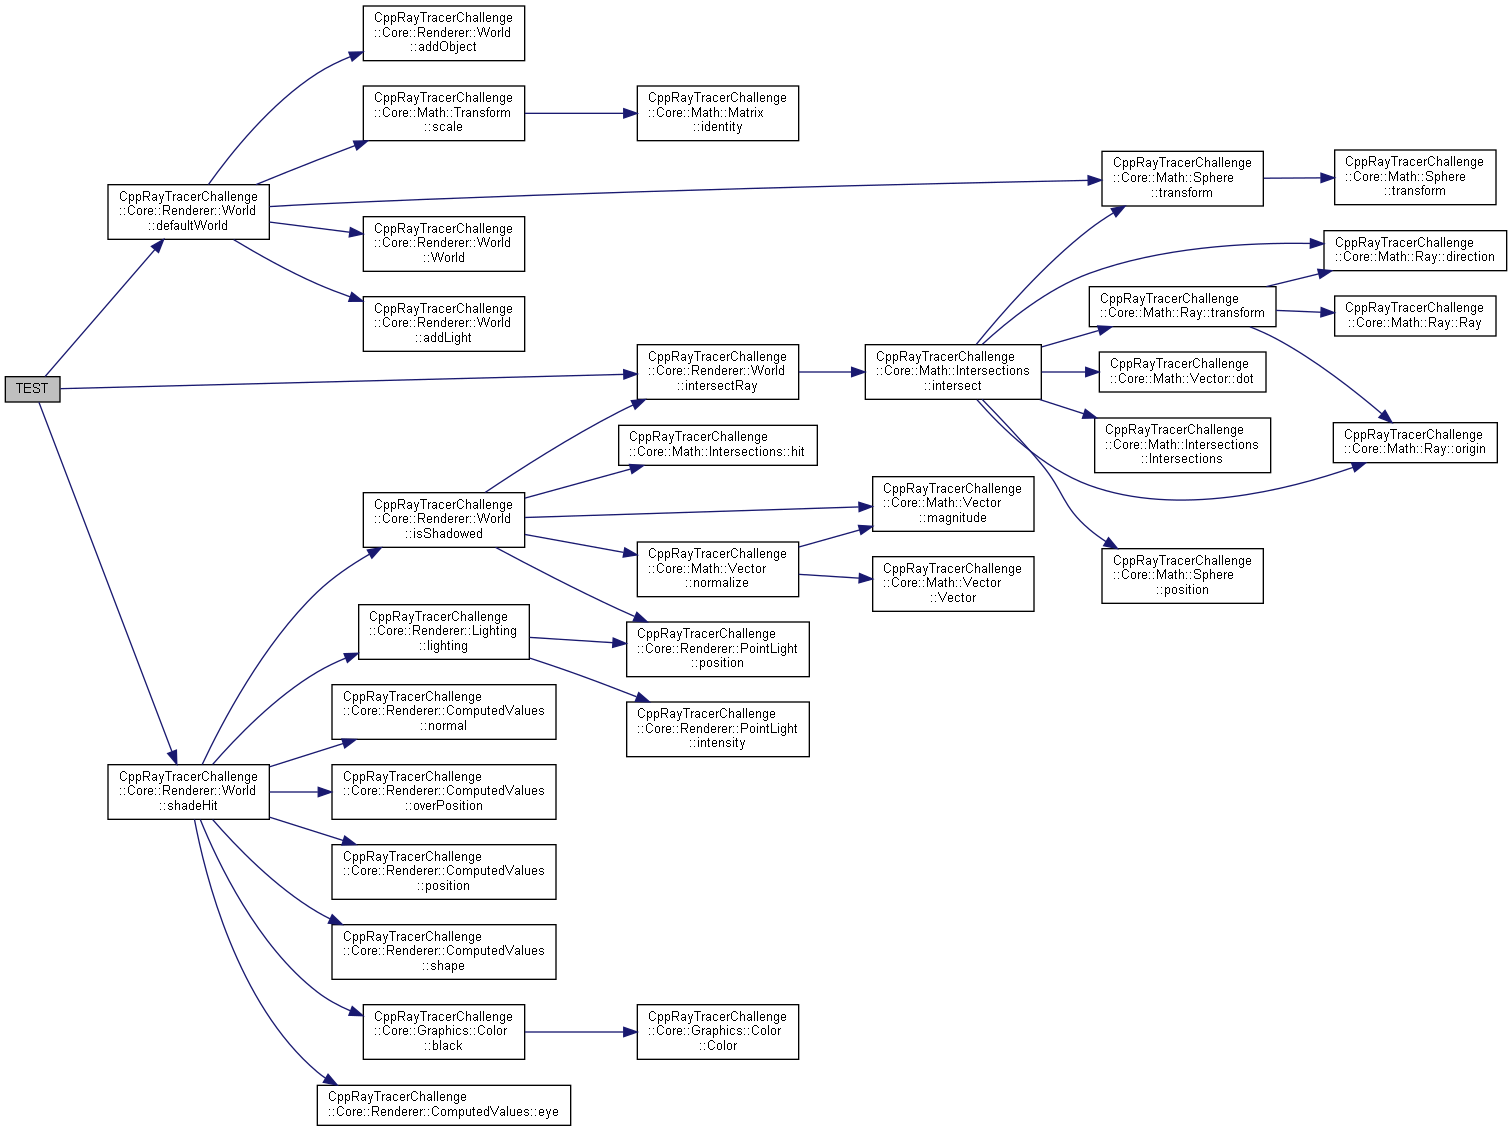 CppRayTracerChallenge
::Core::Renderer::World
::addObject
CppRayTracerChallenge
::Core::Math::Transform
::scale
CppRayTracerChallenge
::Core::Math::Matrix
::identity
CppRayTracerChallenge
::Core::Math::Sphere
::transform
CppRayTracerChallenge
::Core::Math::Sphere
::transform
CppRayTracerChallenge
::Core::Renderer::World
::defaultWorld
CppRayTracerChallenge
::Core::Renderer::World
::World
CppRayTracerChallenge
::Core::Math::Ray::direction
CppRayTracerChallenge
::Core::Math::Ray::transform
CppRayTracerChallenge
::Core::Math::Ray::Ray
CppRayTracerChallenge
::Core::Renderer::World
::addLight
CppRayTracerChallenge
::Core::Renderer::World
::intersectRay
CppRayTracerChallenge
::Core::Math::Intersections
::intersect
CppRayTracerChallenge
::Core::Math::Vector::dot
TEST
CppRayTracerChallenge
::Core::Math::Intersections::hit
CppRayTracerChallenge
::Core::Math::Intersections
::Intersections
CppRayTracerChallenge
::Core::Math::Ray::origin
CppRayTracerChallenge
::Core::Renderer::World
::isShadowed
CppRayTracerChallenge
::Core::Math::Vector
::magnitude
CppRayTracerChallenge
::Core::Math::Vector
::normalize
CppRayTracerChallenge
::Core::Math::Vector
::Vector
CppRayTracerChallenge
::Core::Math::Sphere
::position
CppRayTracerChallenge
::Core::Renderer::Lighting
::lighting
CppRayTracerChallenge
::Core::Renderer::PointLight
::position
CppRayTracerChallenge
::Core::Renderer::ComputedValues
::normal
CppRayTracerChallenge
::Core::Renderer::PointLight
::intensity
CppRayTracerChallenge
::Core::Renderer::World
::shadeHit
CppRayTracerChallenge
::Core::Renderer::ComputedValues
::overPosition
CppRayTracerChallenge
::Core::Renderer::ComputedValues
::position
CppRayTracerChallenge
::Core::Renderer::ComputedValues
::shape
CppRayTracerChallenge
::Core::Graphics::Color
::black
CppRayTracerChallenge
::Core::Graphics::Color
::Color
CppRayTracerChallenge
::Core::Renderer::ComputedValues::eye